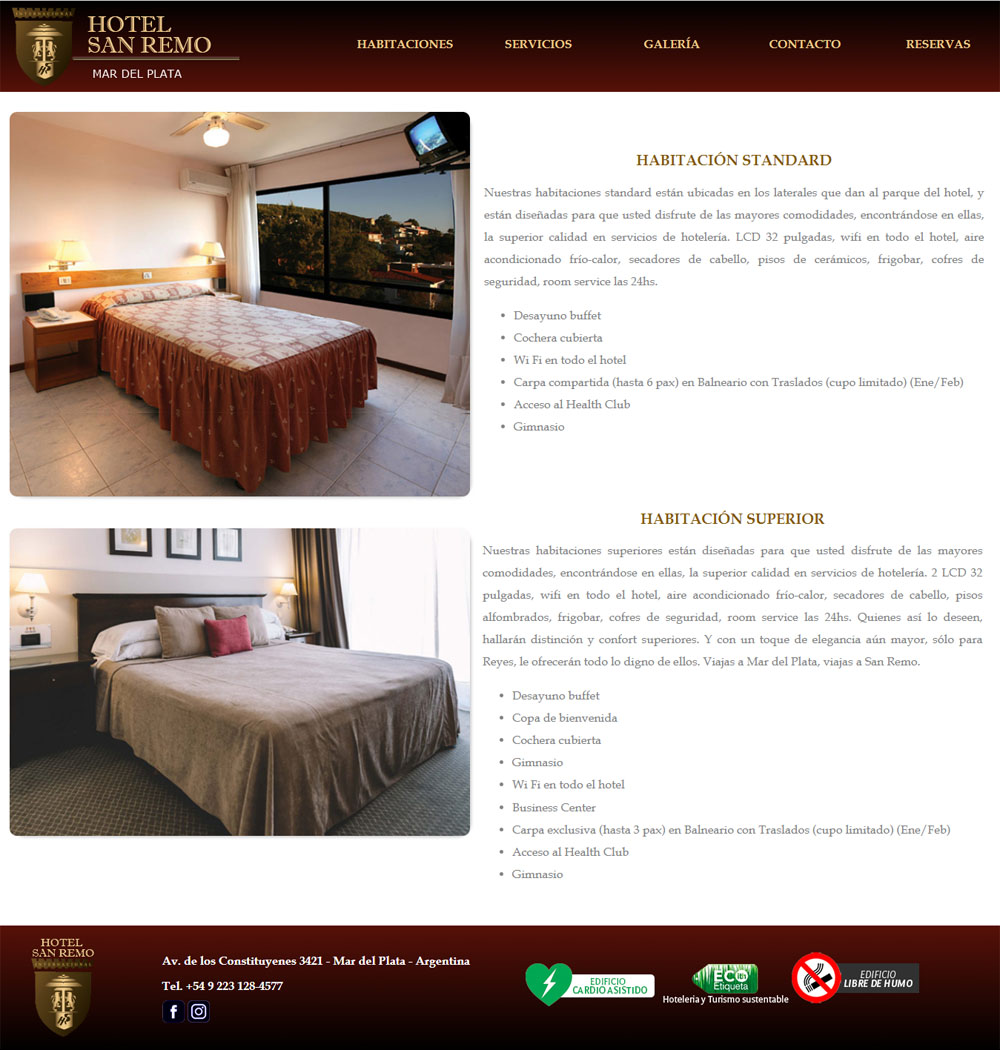 INTERNACIONAL
HOTEL
SAN REMO
MAR DEL PLATA
HABITACIONES
SERVICIOS
GALERÍA
CONTACTO
RESERVAS
HABITACIÓN STANDARD
Nuestras habitaciones standard están ubicadas en los laterales que dan al parque del hotel, y
están diseñadas para que usted disfrute de las mayores comodidades, encontrándose en ellas,
la superior calidad en servicios de hotelería. LCD 32 pulgadas, wifi en todo el hotel, aire
acondicionado frío-calor, secadores de cabello, pisos de cerámicos, frigobar, cofres de
seguridad, room service las 24hs.
• Desayuno buffet
• Cochera cubierta
• Wi Fi en todo el hotel
• Carpa compartida (hasta 6 pax) en Balneario con Traslados (cupo limitado) (Ene/Feb)
• Acceso al Health Club
• Gimnasio
HABITACIÓN SUPERIOR
Nuestras habitaciones superiores están diseñadas para que usted disfrute de las mayores
comodidades, encontrándose en ellas, la superior calidad en servicios de hotelería. 2 LCD 32
pulgadas, wifi en todo el hotel, aire acondicionado frío-calor, secadores de cabello, pisos
alfombrados, frigobar, cofres de seguridad, room service las 24hs. Quienes así lo deseen,
hallarán distinción y confort superiores. Y con un toque de elegancia aún mayor, sólo para
Reyes, le ofrecerán todo lo digno de ellos. Viajas a Mar del Plata, viajas a San Remo.
• Desayuno buffet
• Copa de bienvenida
• Cochera cubierta
• Gimnasio
• Wi Fi en todo el hotel
• Business Center
• Carpa exclusiva (hasta 3 pax) en Balneario con Traslados (cupo limitado) (Ene/Feb)
• Acceso al Health Club
• Gimnasio
HOTEL
SAN REMO
INTERNACIONAL
Av. de los Constituyenes 3421 - Mar del Plata - Argentina
Tel. +54 9 223 128-4577
EDIFICIO
CARDIO ASISTIDO
ECO
Etiqueta
Hoteleria y Turismo sustentable
EDIFICIO
LIBRE DE HUMO